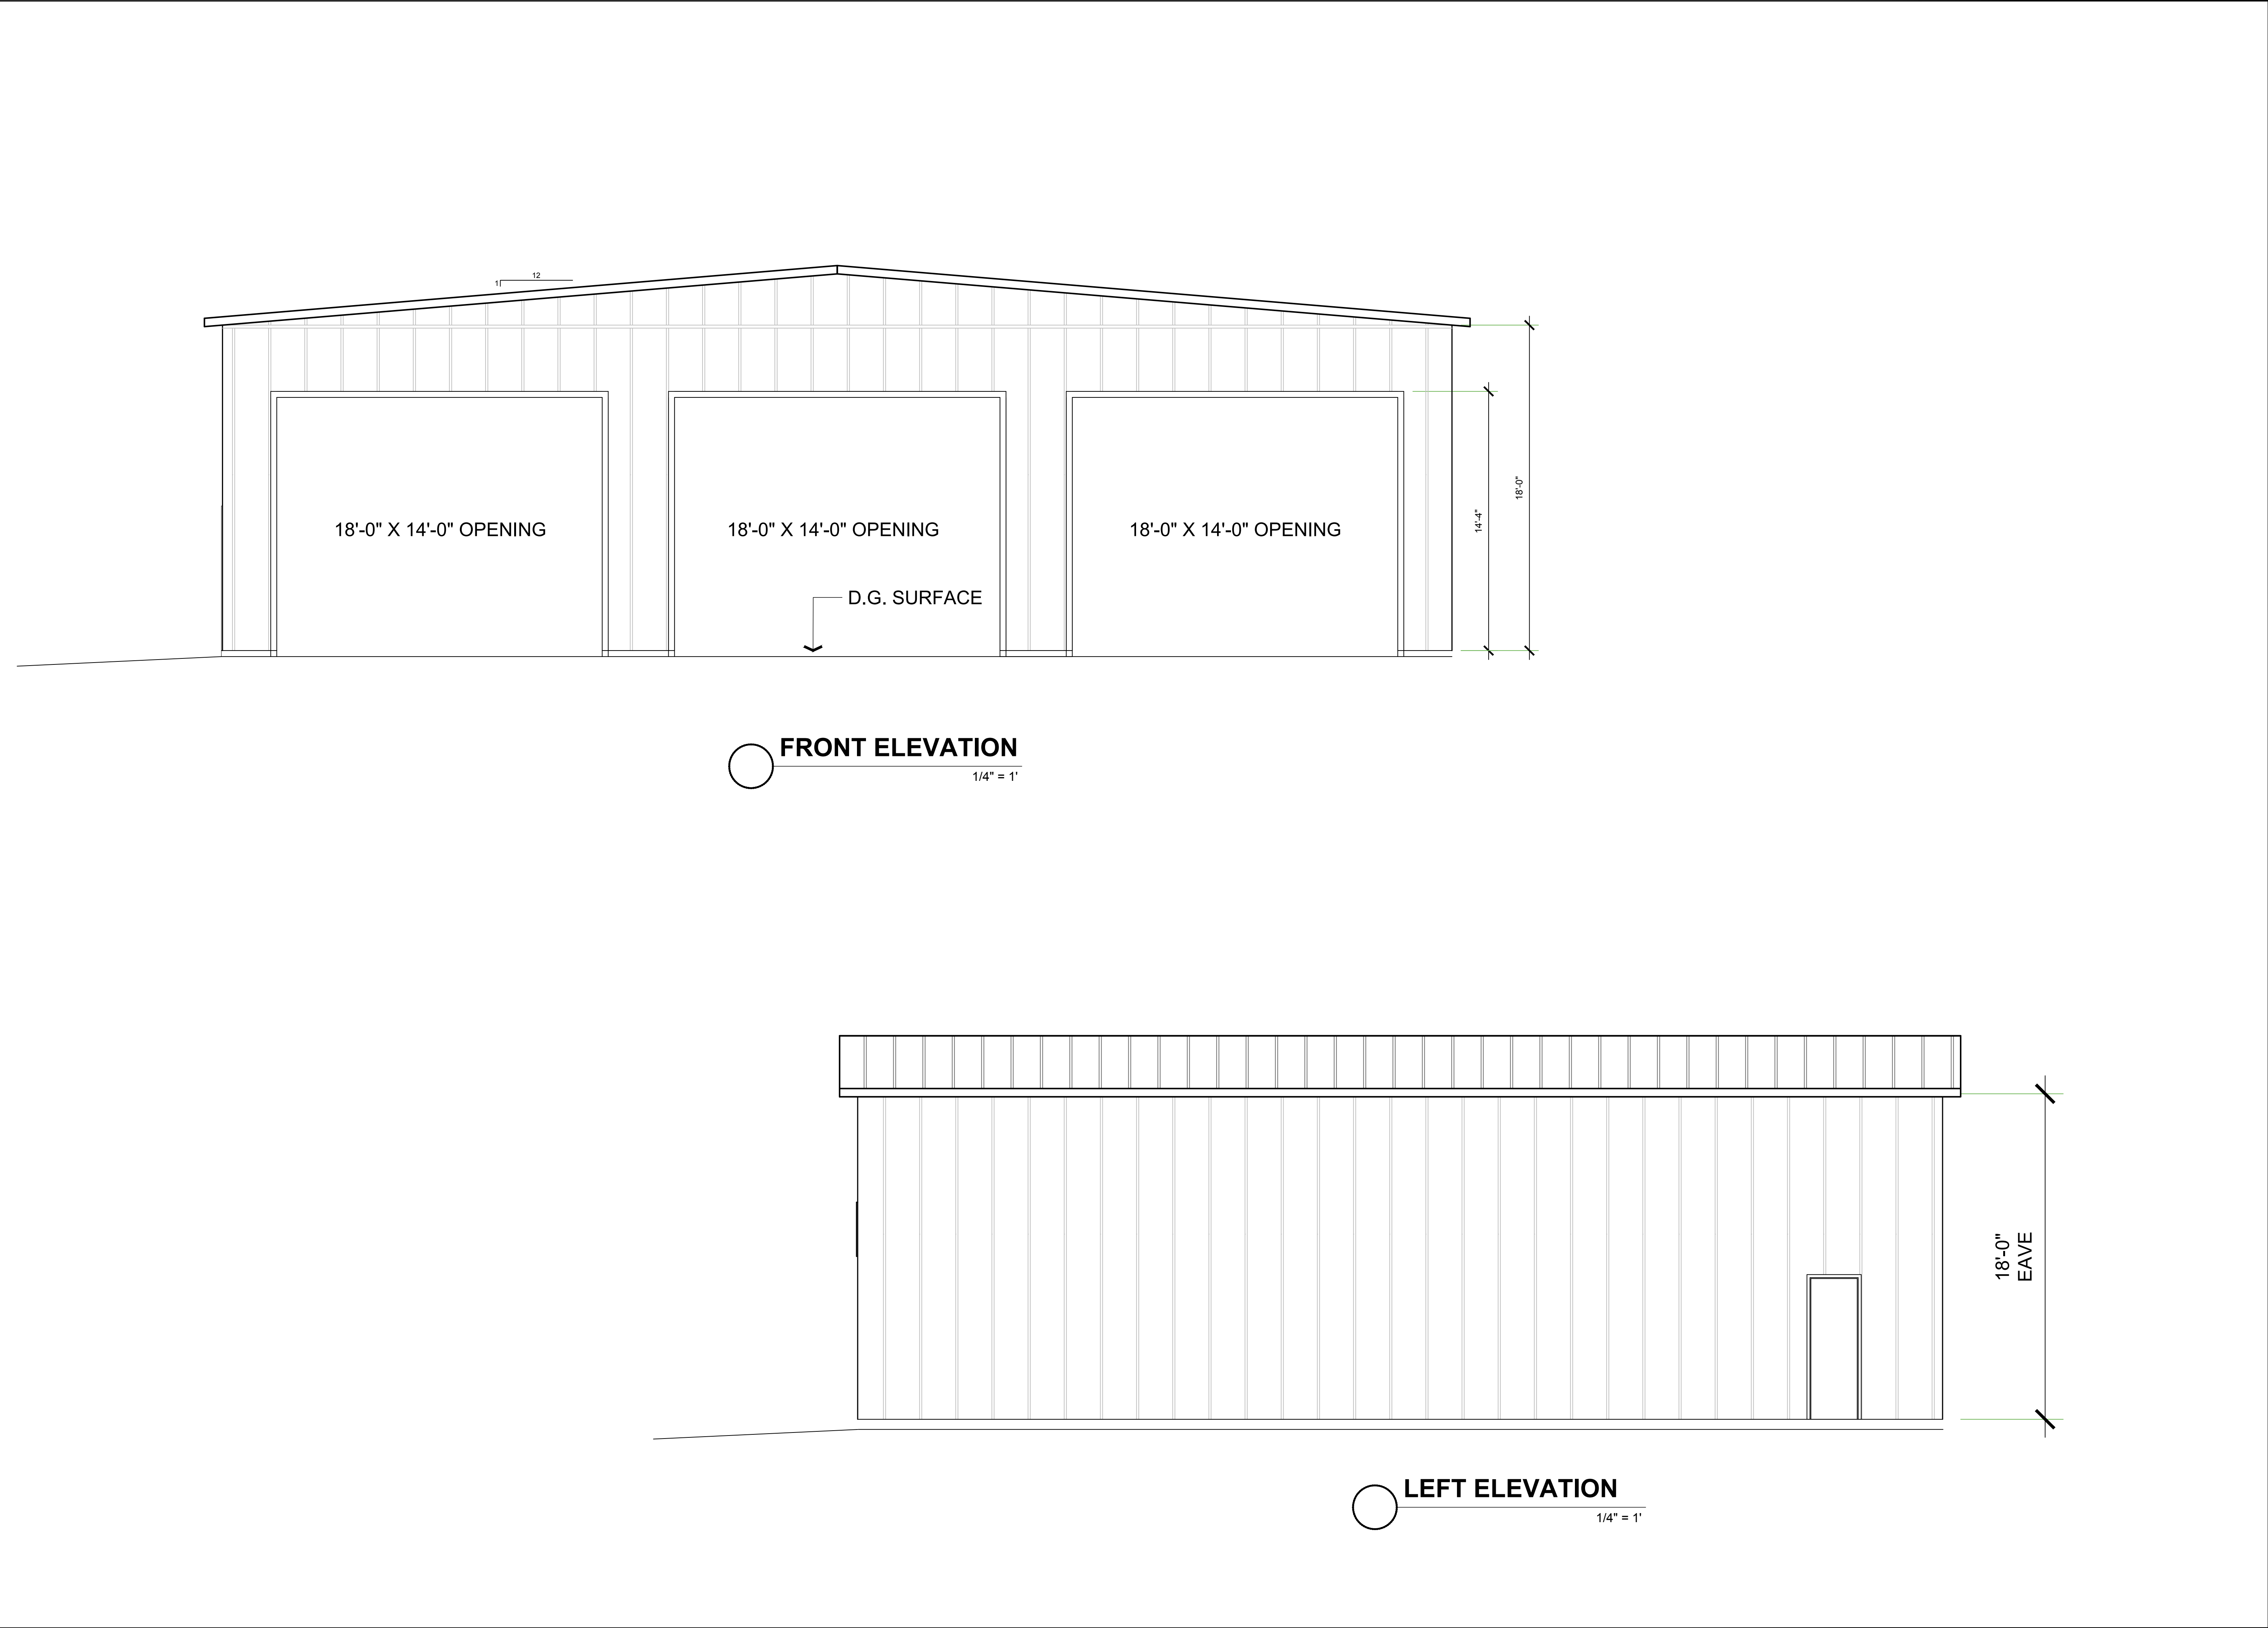 12
1
18'-0" X 14'-0" OPENING
18'-0" X 14'-0" OPENING
18'-0" X 14'-0" OPENING
D.G. SURFACE
14'-4"
18'-0"
FRONT ELEVATION
1/4" = 1'
18'-0"
EAVE
LEFT ELEVATION
1/4" = 1'